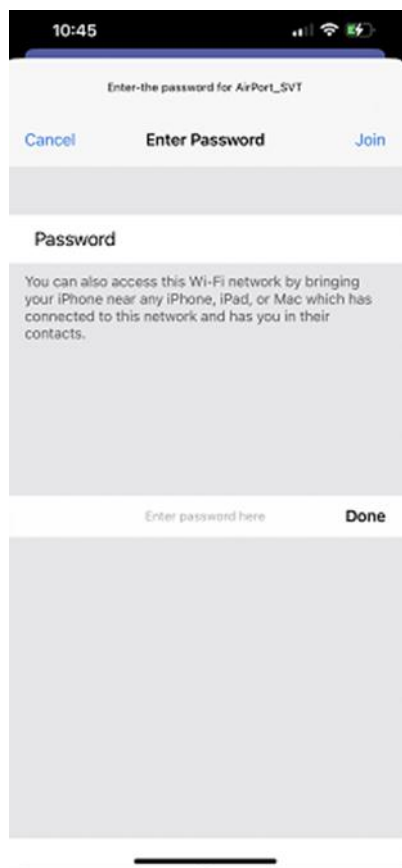 10:45
Enter-the password for AirPort_SVT
Cancel Enter Password Join
Password
You can also access this Wi-Fi network by bringing
your iPhone near any iPhone, iPad, or Mac which has
connected to this network and has you in their
contacts.
Enter password here Done